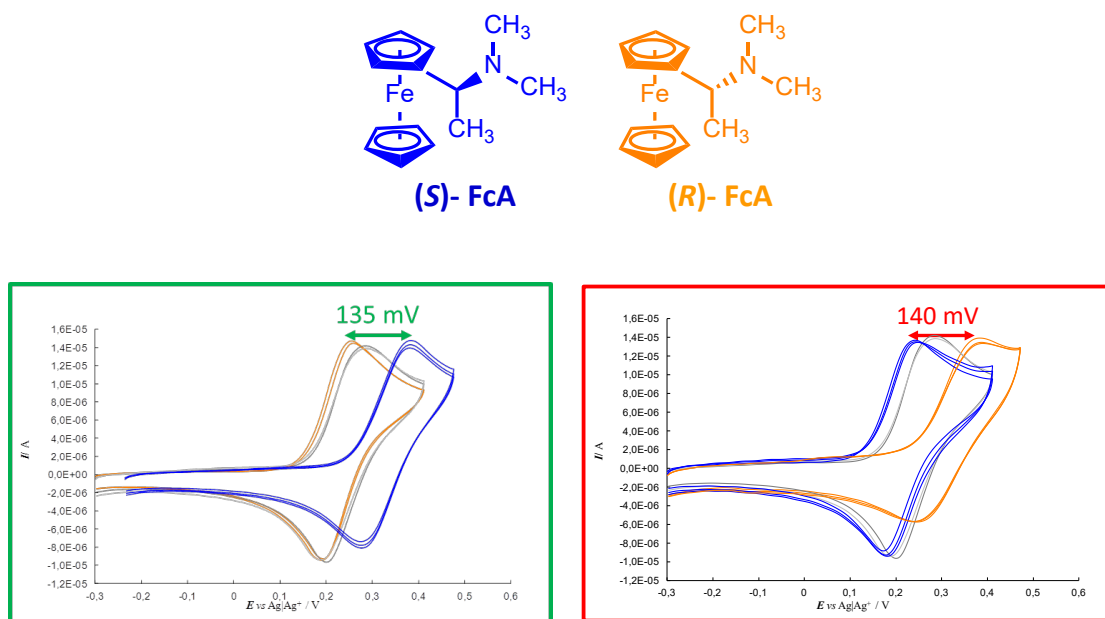 CH₃ CH₃
N N
Fe CH₃ Fe CH₃
CH₃ CH₃
(S)- FcA (R)- FcA
135 mV
1,6E-05
1,4E-05
1,2E-05
1,0E-05
8,0E-06
6,0E-06
4,0E-06
2,0E-06
0,0E+00
-2,0E-06
-4,0E-06
-6,0E-06
-8,0E-06
-1,0E-05
-1,2E-05
I/ A
-0,3 -0,2 -0,1 0 0,1 0,2 0,3 0,4 0,5 0,6
E vs Ag|Ag⁺ / V
140 mV
1,6E-05
1,4E-05
1,2E-05
1,0E-05
8,0E-06
6,0E-06
4,0E-06
2,0E-06
0,0E+00
-2,0E-06
-4,0E-06
-6,0E-06
-8,0E-06
-1,0E-05
-1,2E-05
I/ A
-0,3 -0,2 -0,1 0 0,1 0,2 0,3 0,4 0,5 0,6
E vs Ag|Ag⁺ / V